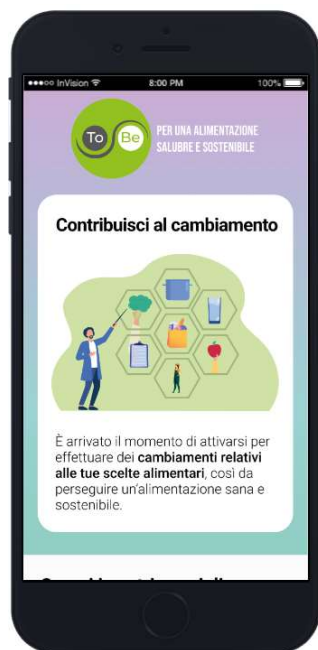 InVision 8:00 PM 100%
To Be
PER UNA ALIMENTAZIONE
SALUBRE E SOSTENIBILE
Contribuisci al cambiamento
È arrivato il momento di attivarsi per
effettuare dei cambiamenti relativi
alle tue scelte alimentari, così da
perseguire un'alimentazione sana e
sostenibile.